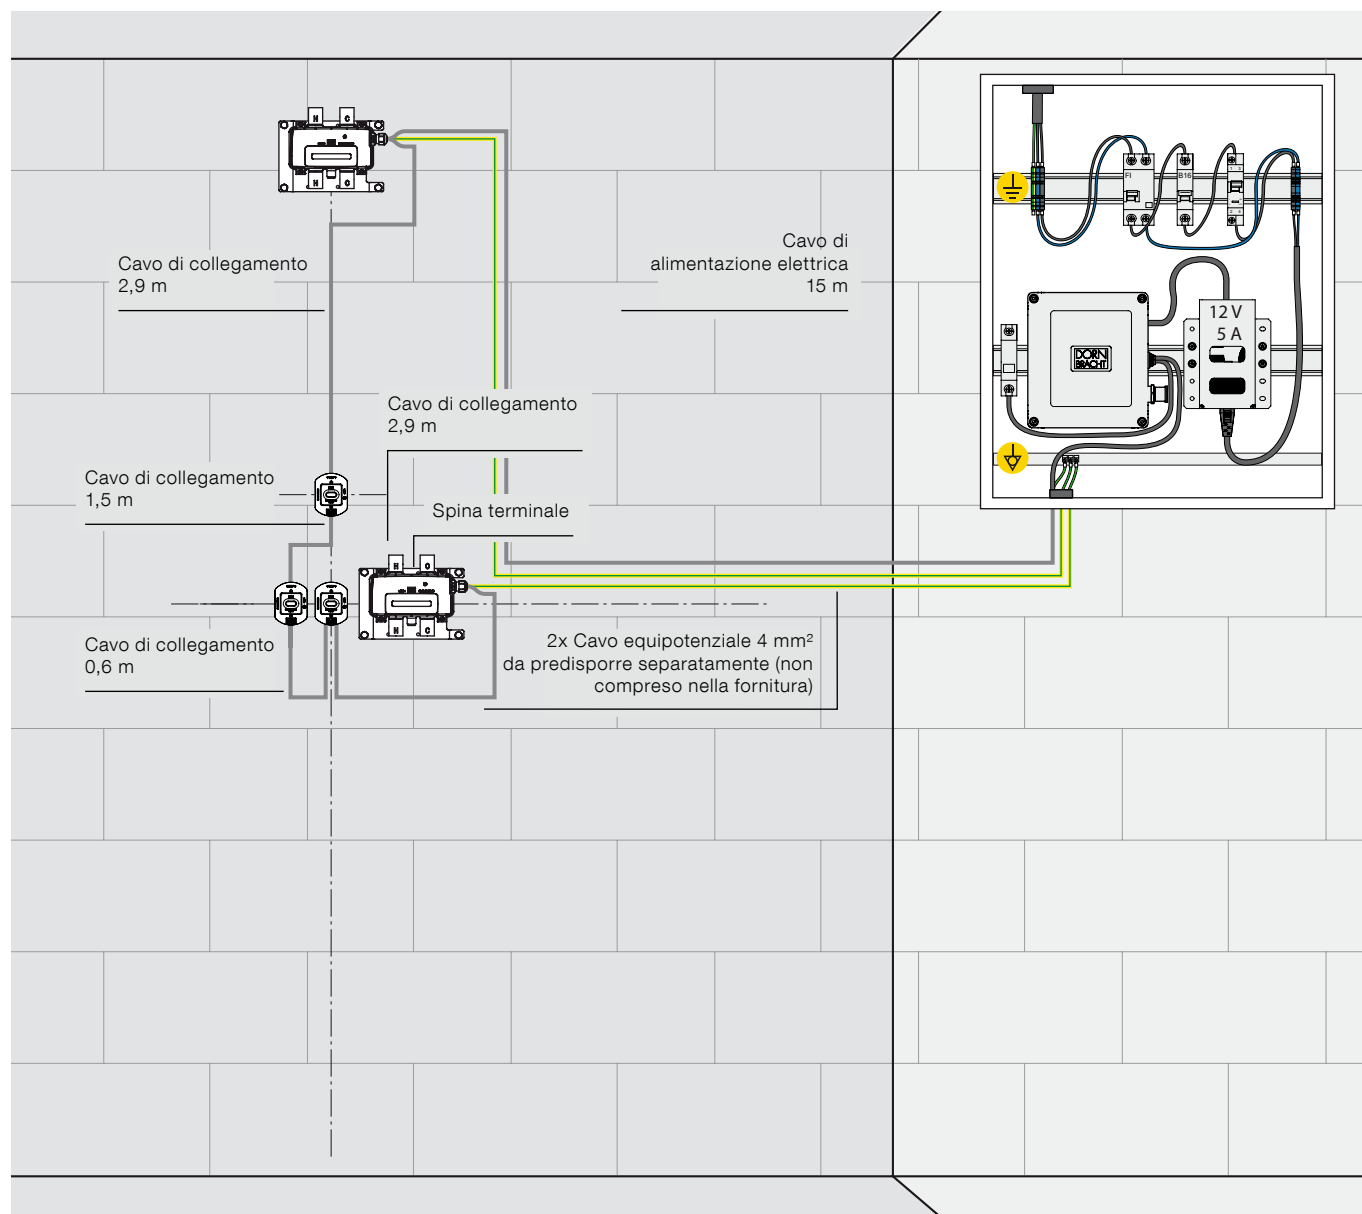 H C
H C
FI
B16
Cavo di
alimentazione elettrica
15 m
Cavo di collegamento
2,9 m
12 V
5 A
DORN
BRACHT
Cavo di collegamento
2,9 m
Cavo di collegamento
1,5 m
Spina terminale
H C
H C
2x Cavo equipotenziale 4 mm²
da predisporre separatamente (non
compreso nella fornitura)
Cavo di collegamento
0,6 m